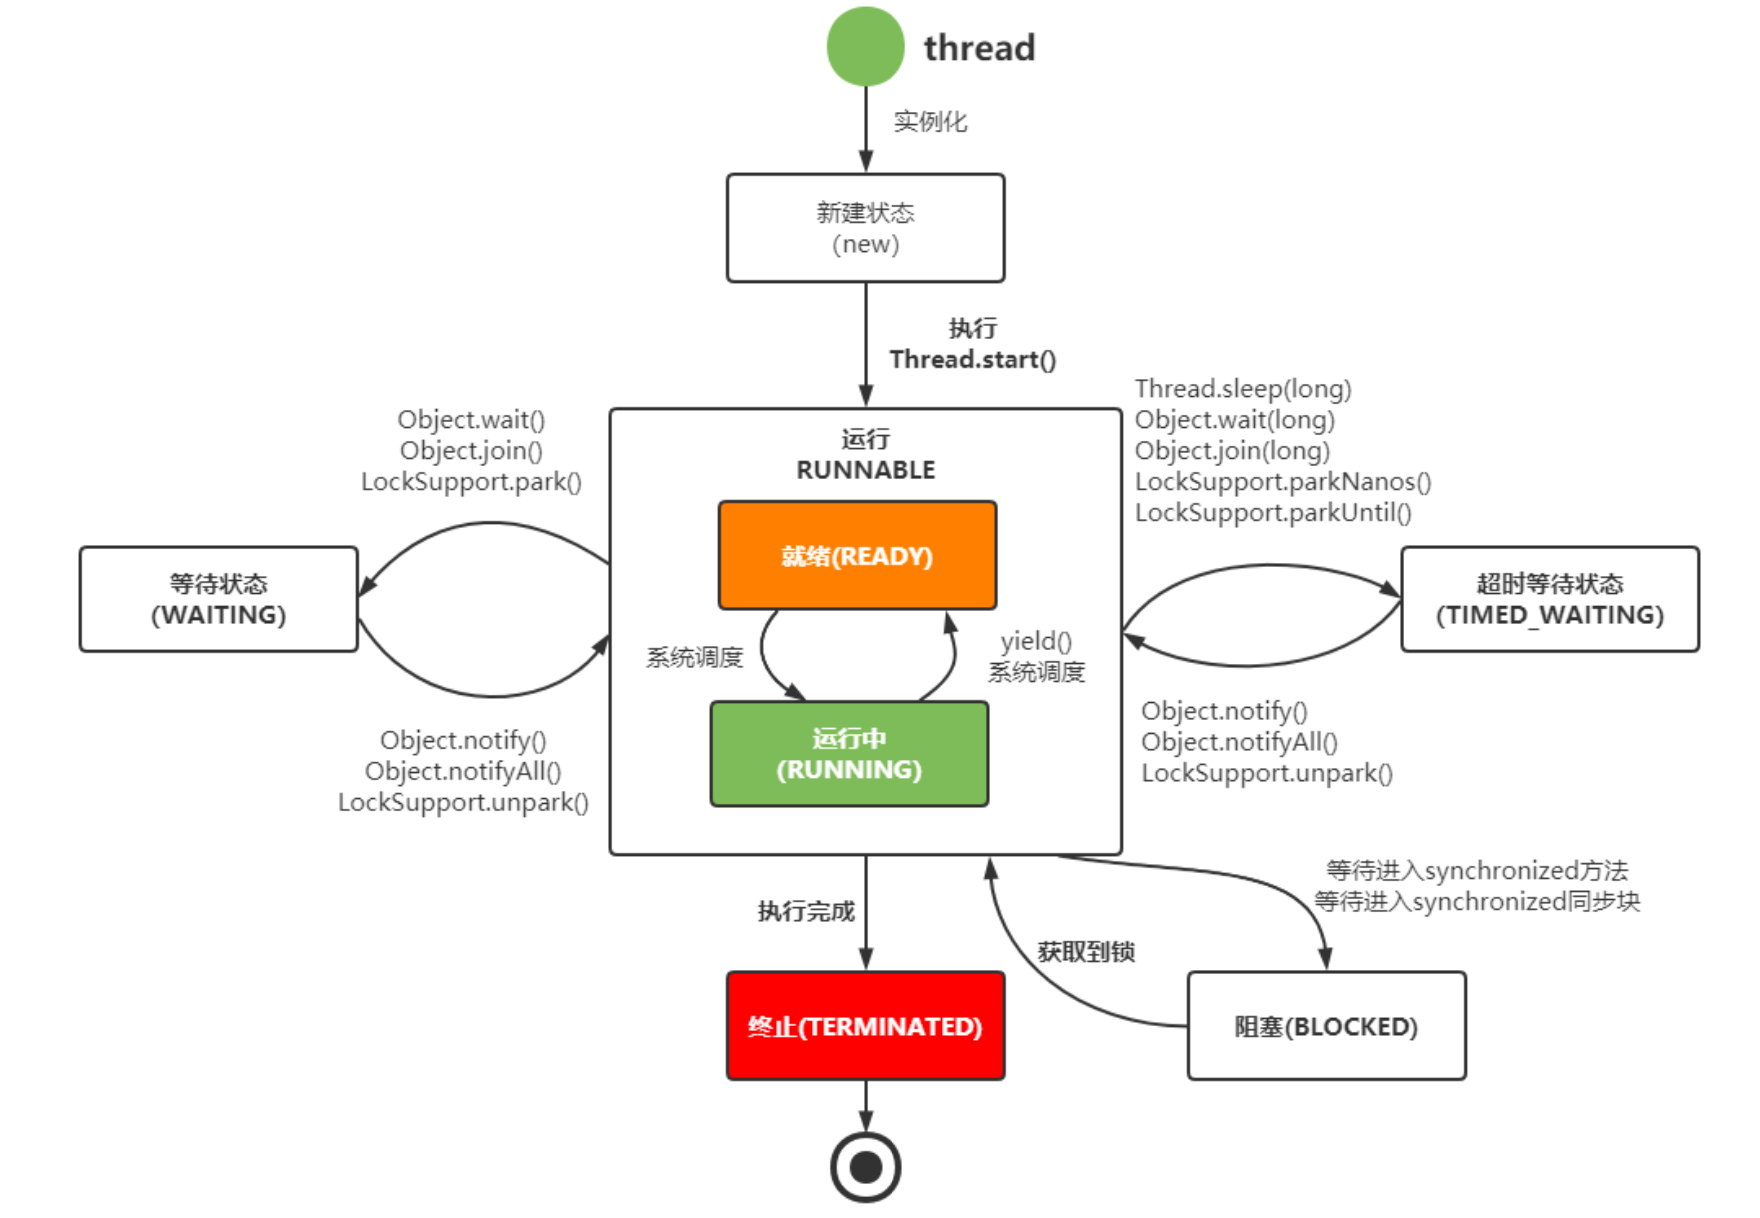 thread
实例化
新建状态
(new)
执行
Thread.start()
Object.wait()
Object.join()
LockSupport.park()
运行
RUNNABLE
Thread.sleep(long)
Object.wait(long)
Object.join(long)
LockSupport.parkNanos()
LockSupport.parkUntil()
就绪(READY)
等待状态
(WAITING)
超时等待状态
(TIMED_WAITING)
系统调度
yield()
系统调度
运行中
(RUNNING)
Object.notify()
Object.notifyAll()
LockSupport.unpark()
Object.notify()
Object.notifyAll()
LockSupport.unpark()
执行完成
等待进入synchronized方法
等待进入synchronized同步块
获取到锁
终止(TERMINATED)
阻塞(BLOCKED)